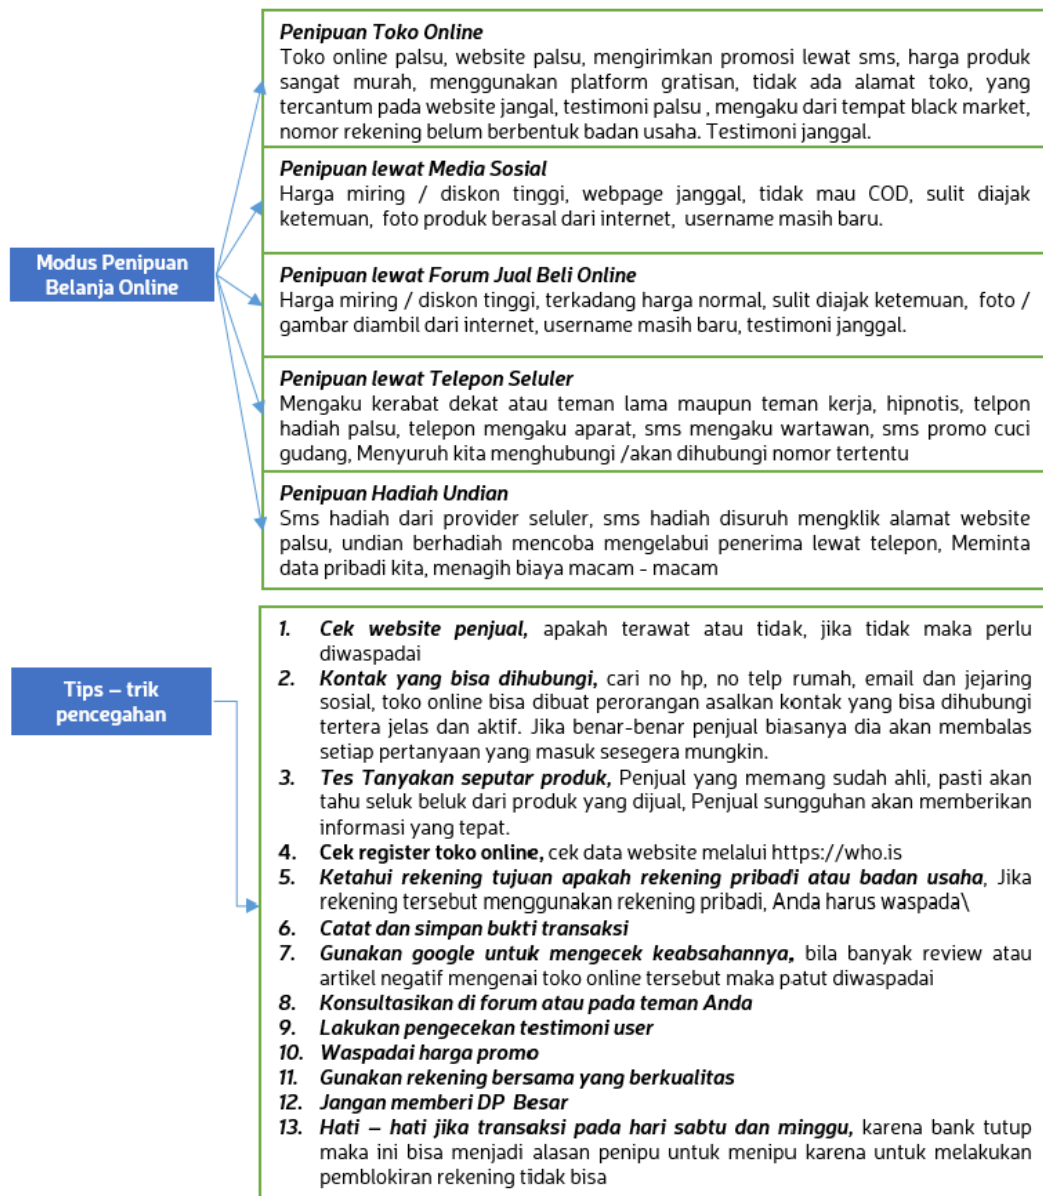 Penipuan Toko Online
Toko online palsu, website palsu, mengirimkan promosi lewat sms, harga produk
sangat murah, menggunakan platform gratisan, tidak ada alamat toko, yang
tercantum pada website jangal, testimoni palsu , mengaku dari tempat black market,
nomor rekening belum berbentuk badan usaha. Testimoni janggal.
Penipuan lewat Media Sosial
Harga miring / diskon tinggi, webpage janggal, tidak mau COD, sulit diajak
ketemuan, foto produk berasal dari internet, username masih baru.
Modus Penipuan
Belanja Online
Penipuan lewat Forum Jual Beli Online
Harga miring / diskon tinggi, terkadang harga normal, sulit diajak ketemuan, foto /
gambar diambil dari internet, username masih baru, testimoni janggal.
Penipuan lewat Telepon Seluler
Mengaku kerabat dekat atau teman lama maupun teman kerja, hipnotis, telpon
hadiah palsu, telepon mengaku aparat, sms mengaku wartawan, sms promo cuci
gudang, Menyuruh kita menghubungi /akan dihubungi nomor tertentu
Penipuan Hadiah Undian
Sms hadiah dari provider seluler, sms hadiah disuruh mengklik alamat website
palsu, undian berhadiah mencoba mengelabui penerima lewat telepon, Meminta
data pribadi kita, menagih biaya macam - macam
Tips – trik
pencegahan
1. Cek website penjual, apakah terawat atau tidak, jika tidak maka perlu
diwaspadai
2. Kontak yang bisa dihubungi, cari no hp, no telp rumah, email dan jejaring
sosial, toko online bisa dibuat perorangan asalkan kontak yang bisa dihubungi
tertera jelas dan aktif. Jika benar-benar penjual biasanya dia akan membalas
setiap pertanyaan yang masuk sesegera mungkin.
3. Tes Tanyakan seputar produk, Penjual yang memang sudah ahli, pasti akan
tahu seluk beluk dari produk yang dijual, Penjual sungguhan akan memberikan
informasi yang tepat.
4. Cek register toko online, cek data website melalui https://who.is
5. Ketahui rekening tujuan apakah rekening pribadi atau badan usaha, Jika
rekening tersebut menggunakan rekening pribadi, Anda harus waspada\
6. Catat dan simpan bukti transaksi
7. Gunakan google untuk mengecek keabsahannya, bila banyak review atau
artikel negatif mengenai toko online tersebut maka patut diwaspadai
8. Konsultasikan di forum atau pada teman Anda
9. Lakukan pengecekan testimoni user
10. Waspadai harga promo
11. Gunakan rekening bersama yang berkualitas
12. Jangan memberi DP Besar
13. Hati – hati jika transaksi pada hari sabtu dan minggu, karena bank tutup
maka ini bisa menjadi alasan penipu untuk menipu karena untuk melakukan
pemblokiran rekening tidak bisa